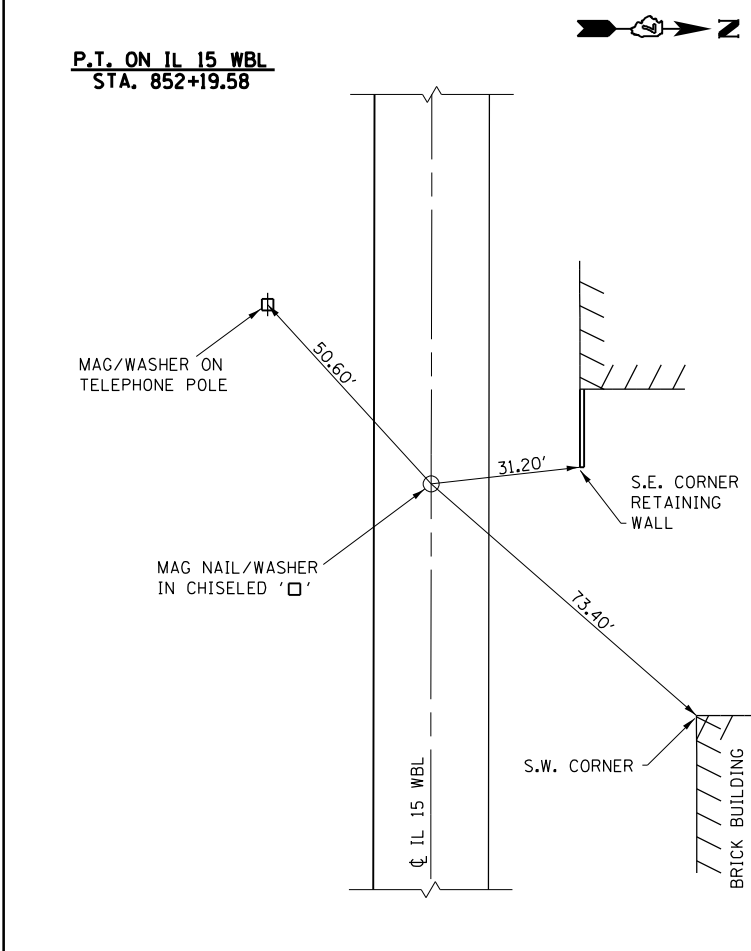 N
P.T. ON IL 15 WBL
STA. 852+19.58
MAG/WASHER ON
TELEPHONE POLE
50.60'
31.20'
S.E. CORNER
RETAINING
WALL
MAG NAIL/WASHER
IN CHISELED '□'
73.40'
S.W. CORNER
℄ IL 15 WBL
BRICK BUILDING